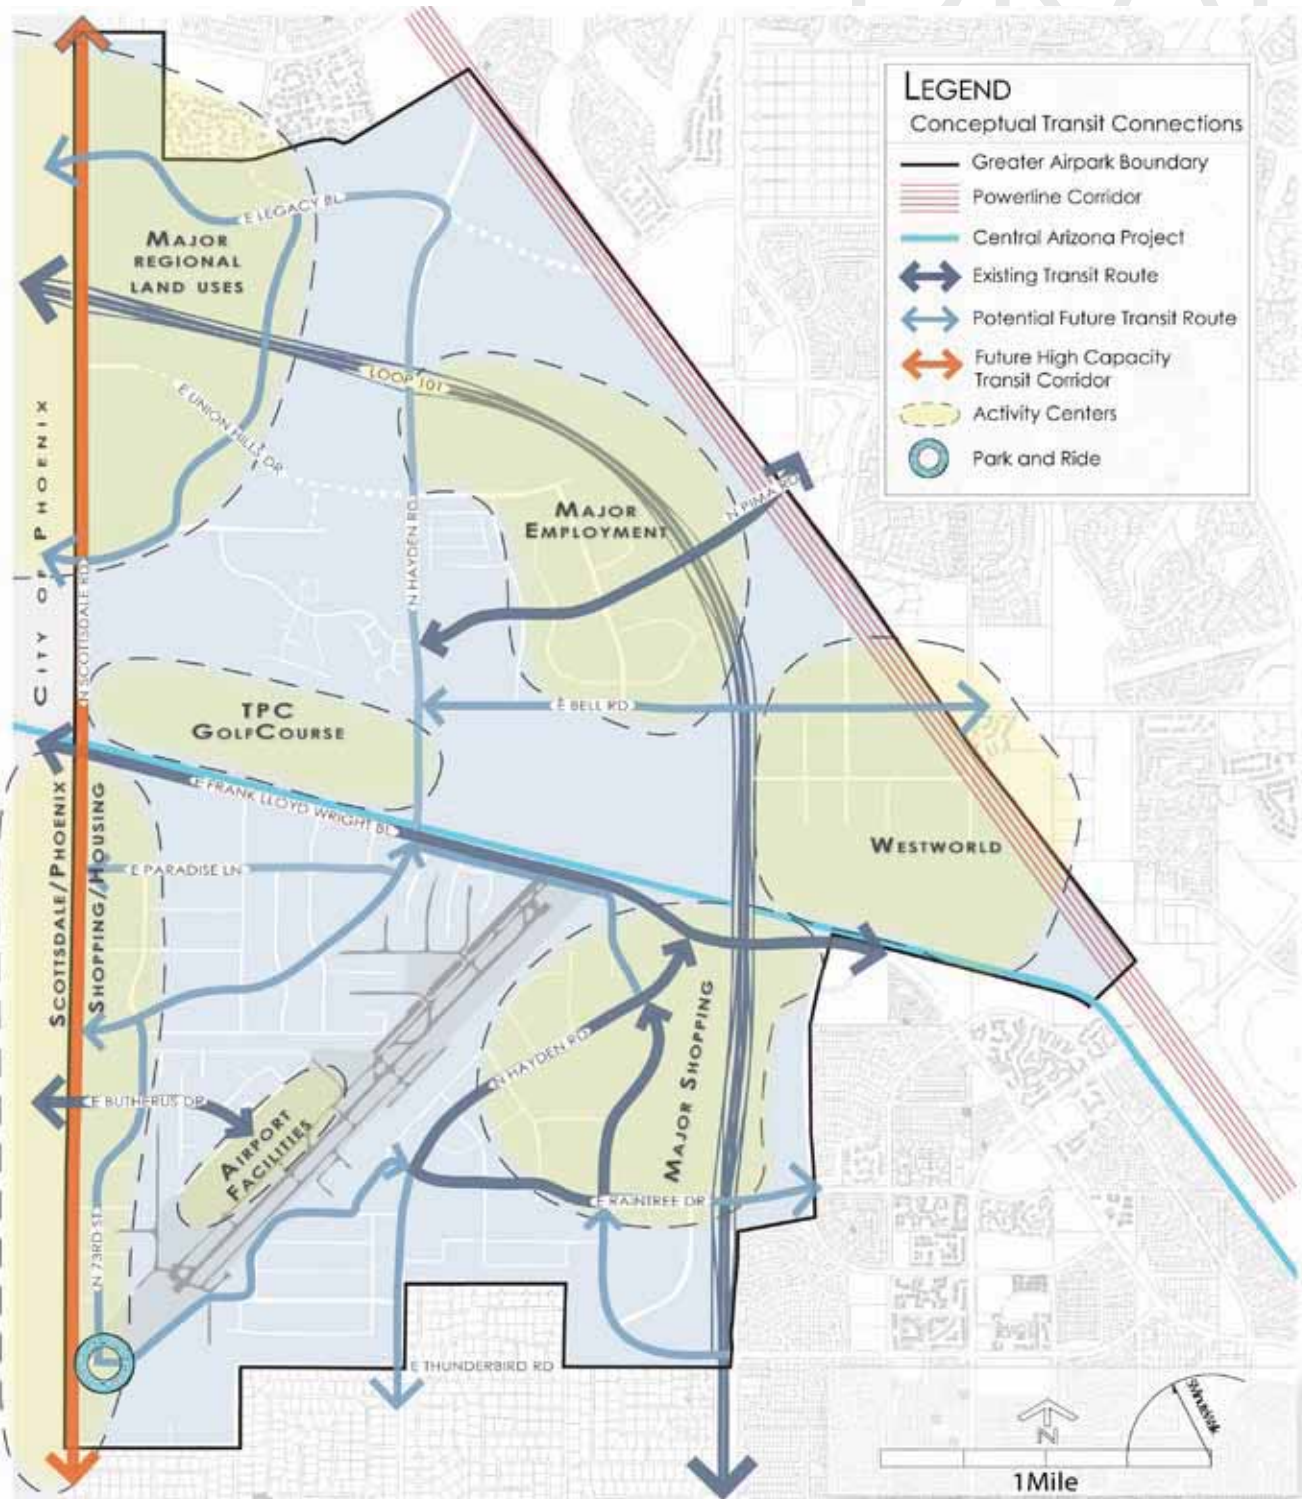 LEGEND
Conceptual Transit Connections
Greater Airpark Boundary
Powerline Corridor
Central Arizona Project
Existing Transit Route
Potential Future Transit Route
Future High Capacity
Transit Corridor
Activity Centers
Park and Ride
E LEGACY BL
MAJOR
REGIONAL
LAND USES
LOOP 101
E UNION HILLS DR
CITY OF PHOENIX
N SCOTTSDALE RD
N HAYDEN RD
MAJOR
EMPLOYMENT
N PIMA RD
E BELL RD
TPC
GOLFCOURSE
E FRANK LLOYD WRIGHT BL
WESTWORLD
SCOTTSDALE/PHOENIX
SHOPPING/HOUSING
E PARADISE LN
N HAYDEN RD
MAJOR SHOPPING
E BUTHERUS DR
AIRPORT
FACILITIES
E RAINTREE DR
N 73RD ST
E THUNDERBIRD RD
N
1Mile